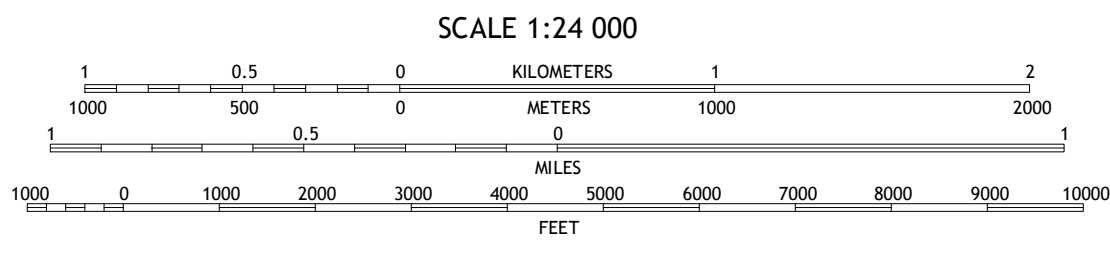 SCALE 1:24 000
1 0.5 0 KILOMETERS 1 2
1000 500 0 METERS 1000 2000
1 0.5 0 1
MILES
1000 0 1000 2000 3000 4000 5000 6000 7000 8000 9000 10000
FEET